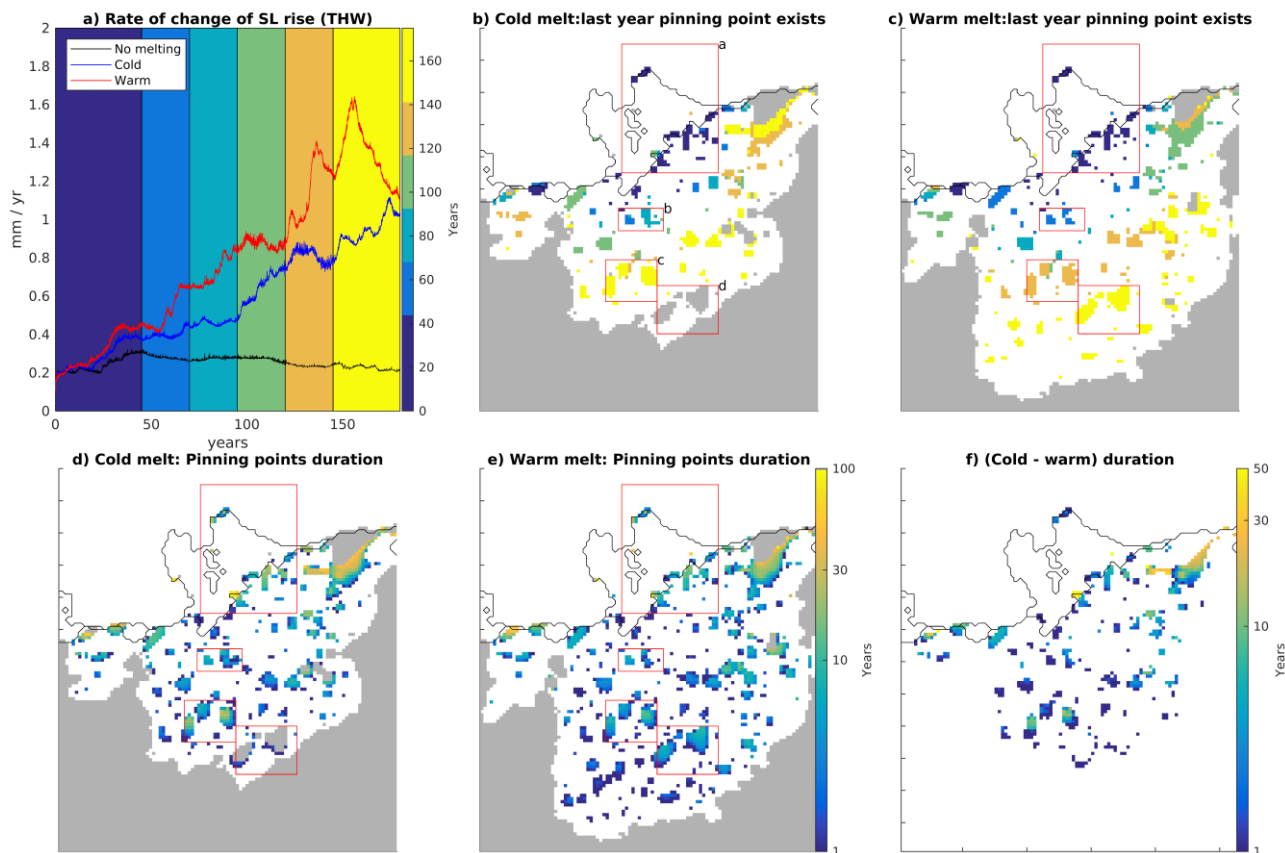 a) Rate of change of SL rise (THW)
2
1.8
1.6
1.4
1.2
1
0.8
0.6
0.4
0.2
0
mm / yr
No melting
Cold
Warm
0
50
100
150
years
160
140
120
100
80
60
40
20
0
Years
b) Cold melt:last year pinning point exists
a
b
c
d
c) Warm melt:last year pinning point exists
d) Cold melt: Pinning points duration
e) Warm melt: Pinning points duration
100
30
10
1
Years
f) (Cold - warm) duration
50
30
10
1
Years